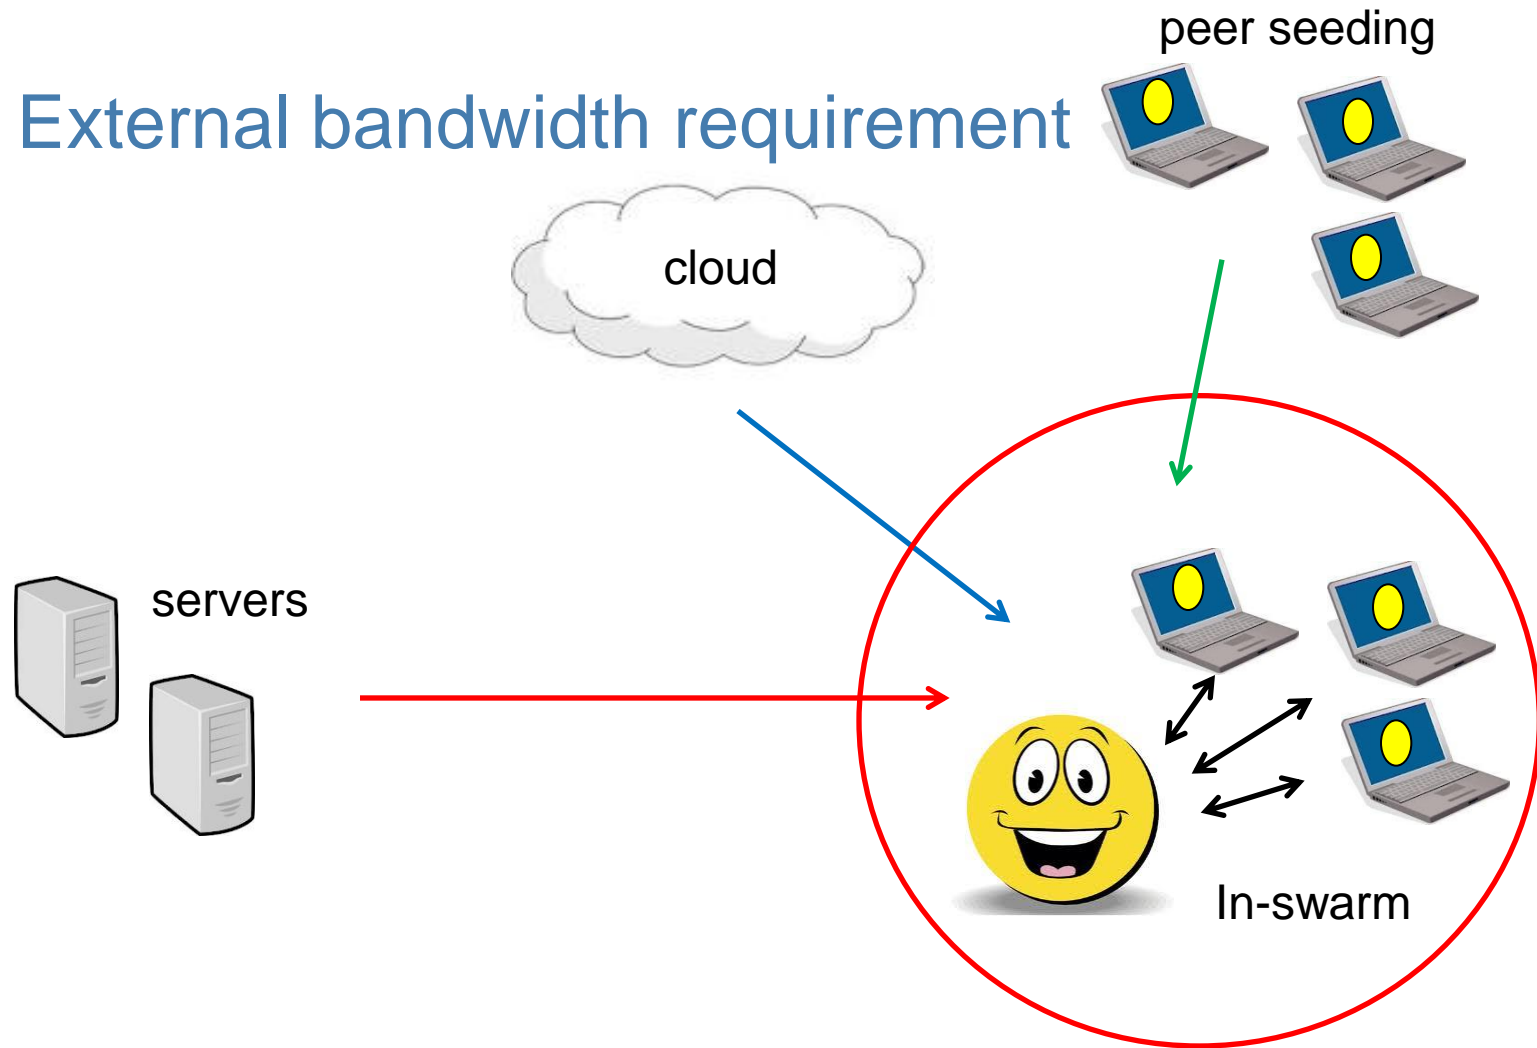 peer seeding
External bandwidth requirement
cloud
servers
In-swarm